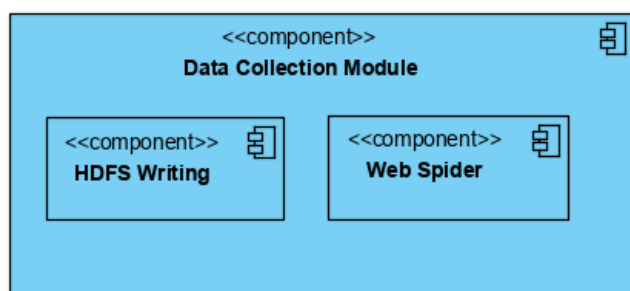 <<component>>
Data Collection Module
<<component>>
HDFS Writing
<<component>>
Web Spider